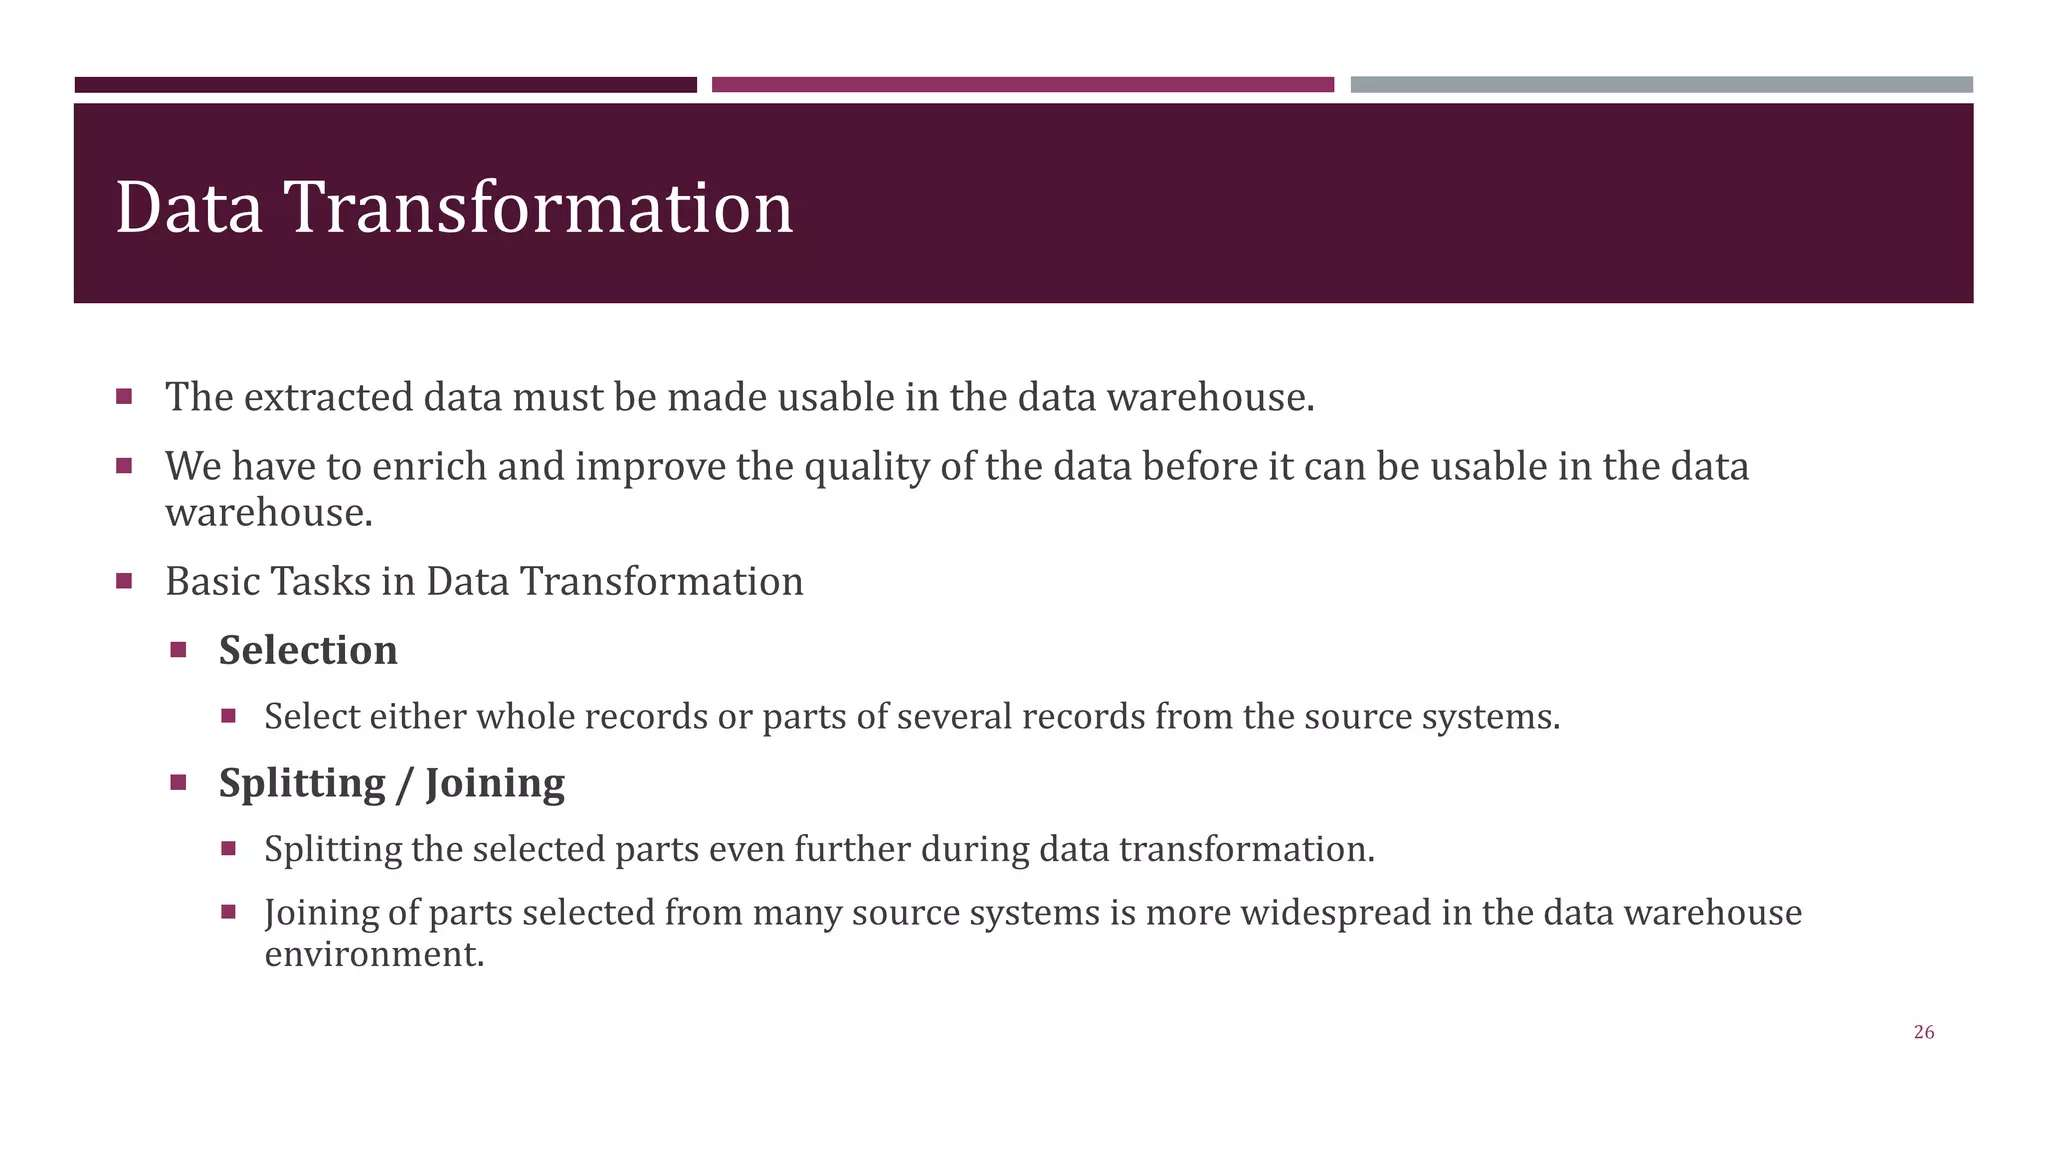 Data Transformation
The extracted data must be made usable in the data warehouse.
We have to enrich and improve the quality of the data before it can be usable in the data
warehouse.
Basic Tasks in Data Transformation
Selection
Select either whole records or parts of several records from the source systems.
Splitting / Joining
Splitting the selected parts even further during data transformation.
Joining of parts selected from many source systems is more widespread in the data warehouse
environment.
26